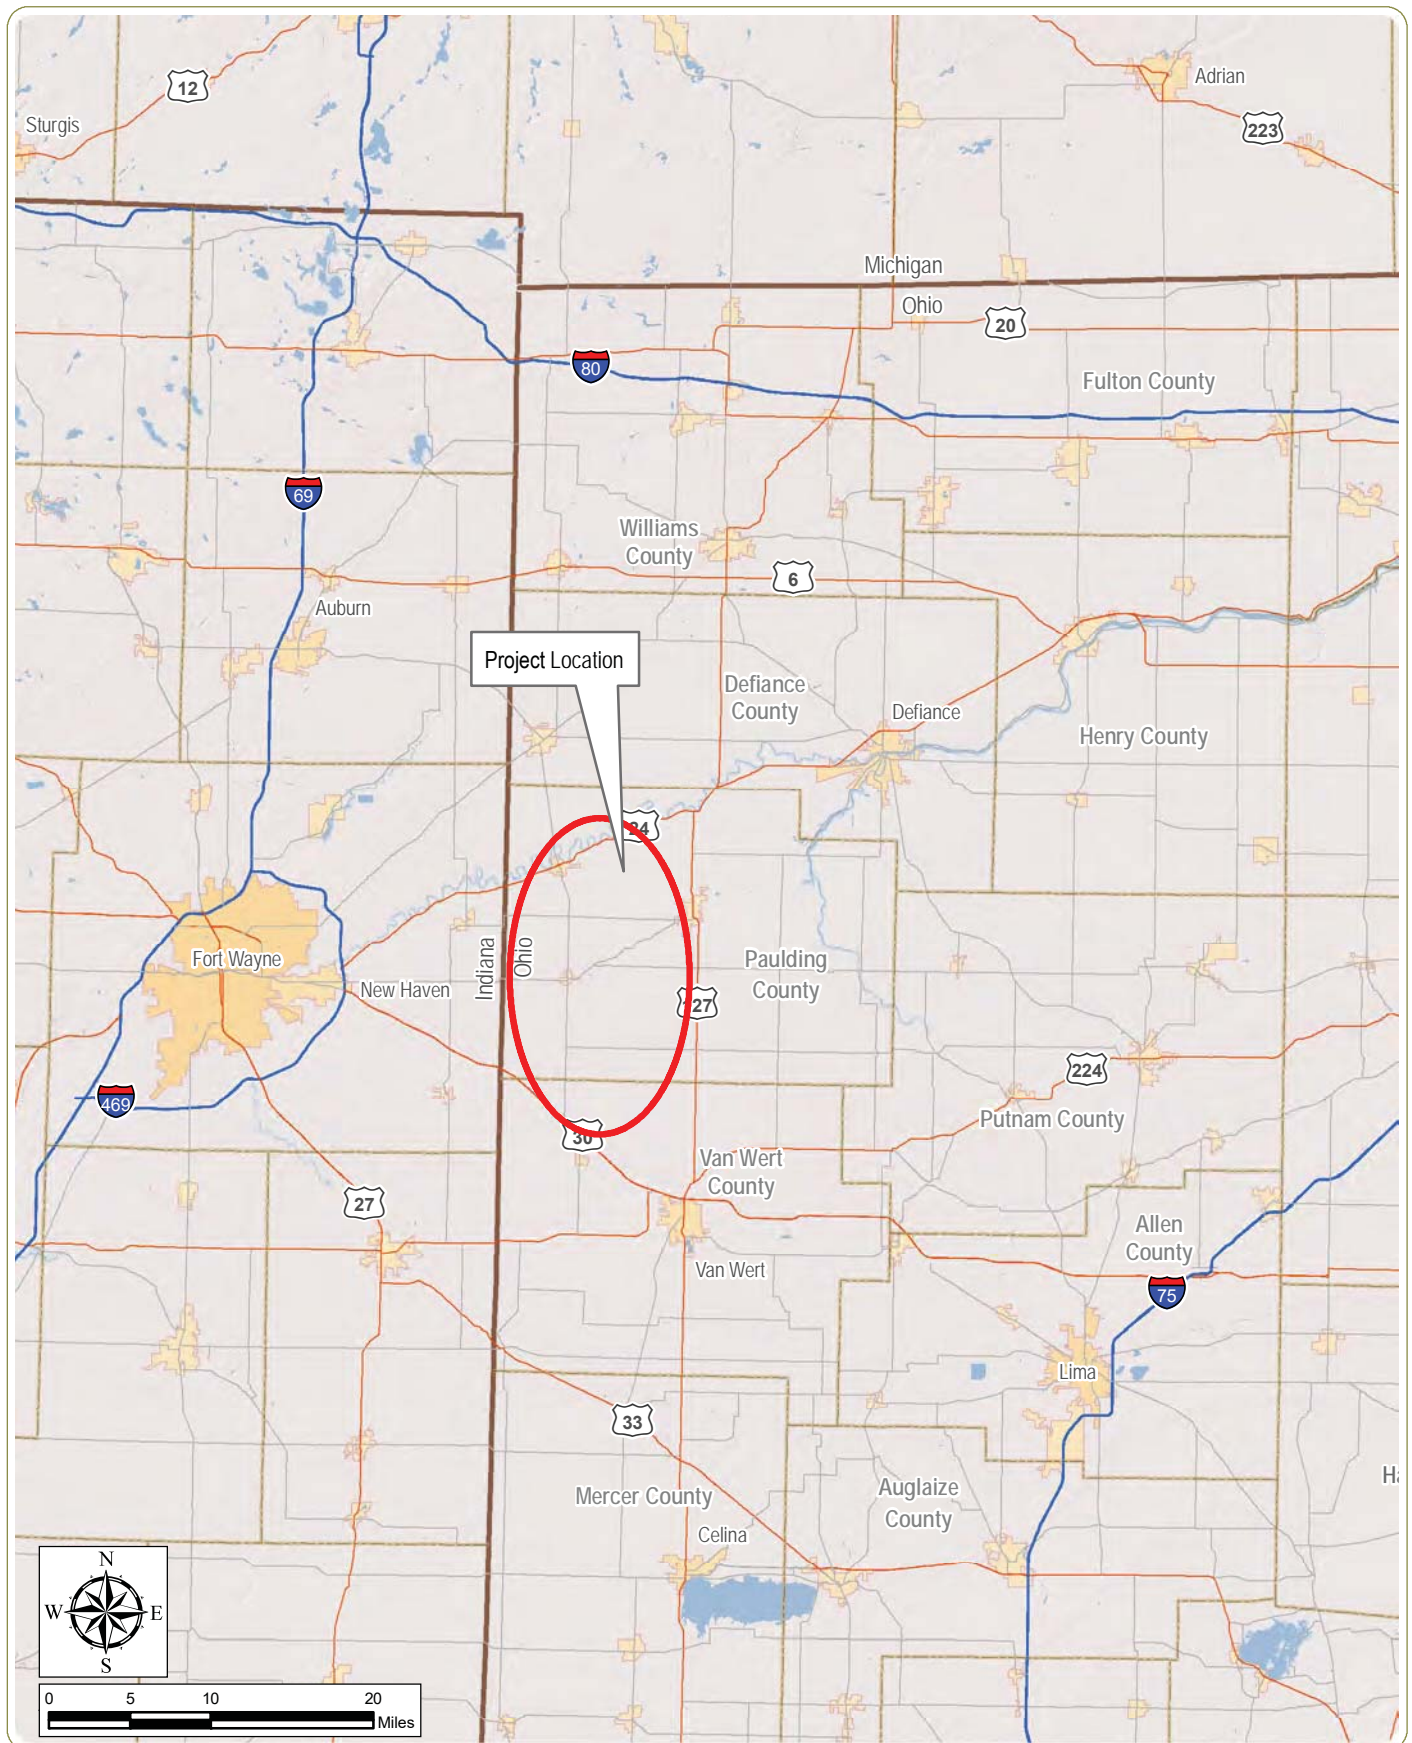 12
Sturgis
Adrian
223
Michigan
Ohio
20
80
Fulton County
69
Williams
County
6
Auburn
Project Location
Defiance
County
Defiance
Henry County
24
Fort Wayne
New Haven
Indiana
Ohio
Paulding
County
127
224
469
Putnam County
30
Van Wert
County
27
Allen
County
Van Wert
75
Lima
33
Mercer County
Auglaize
County
Celina
N
W
E
S
0 5 10 20
Miles